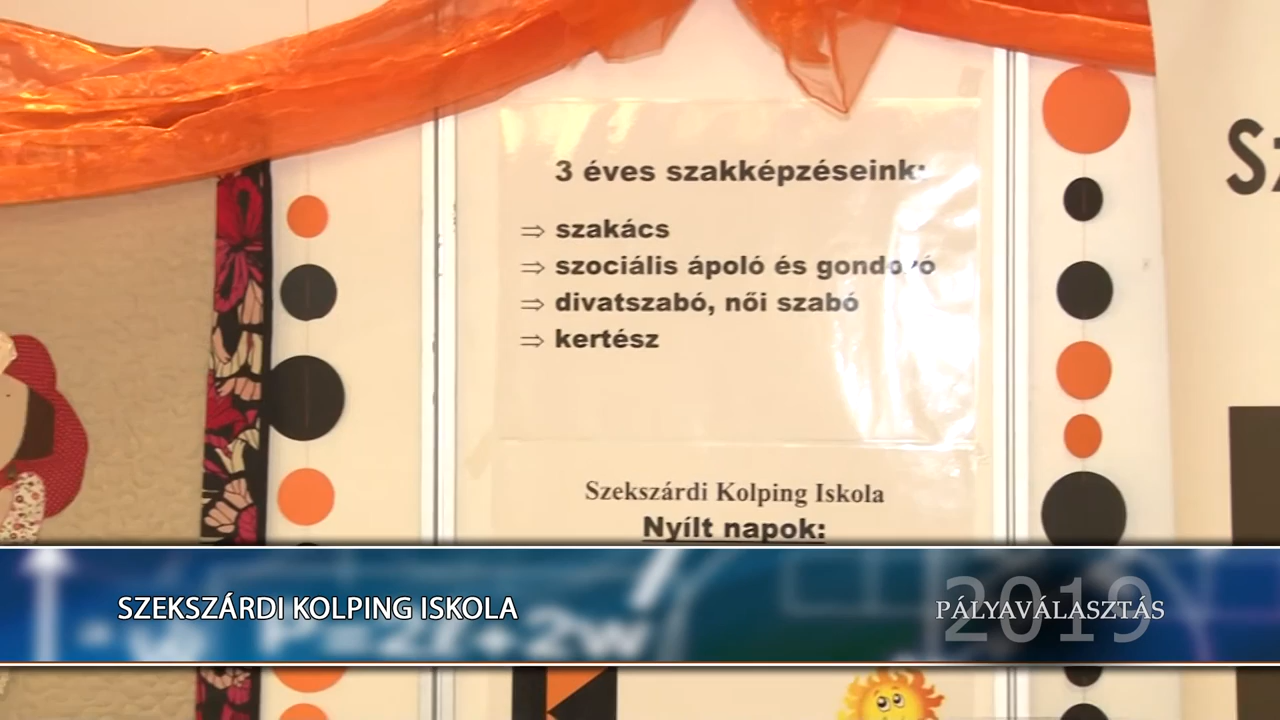 3 éves szakképzéseink:
⇒ szakács
⇒ szociális ápoló és gondozó
⇒ divatszabó, női szabó
⇒ kertész
Szekszárdi Kolping Iskola
Nyílt napok:
SZEKSZÁRDI KOLPING ISKOLA
2019
PÁLYAVÁLASZTÁS